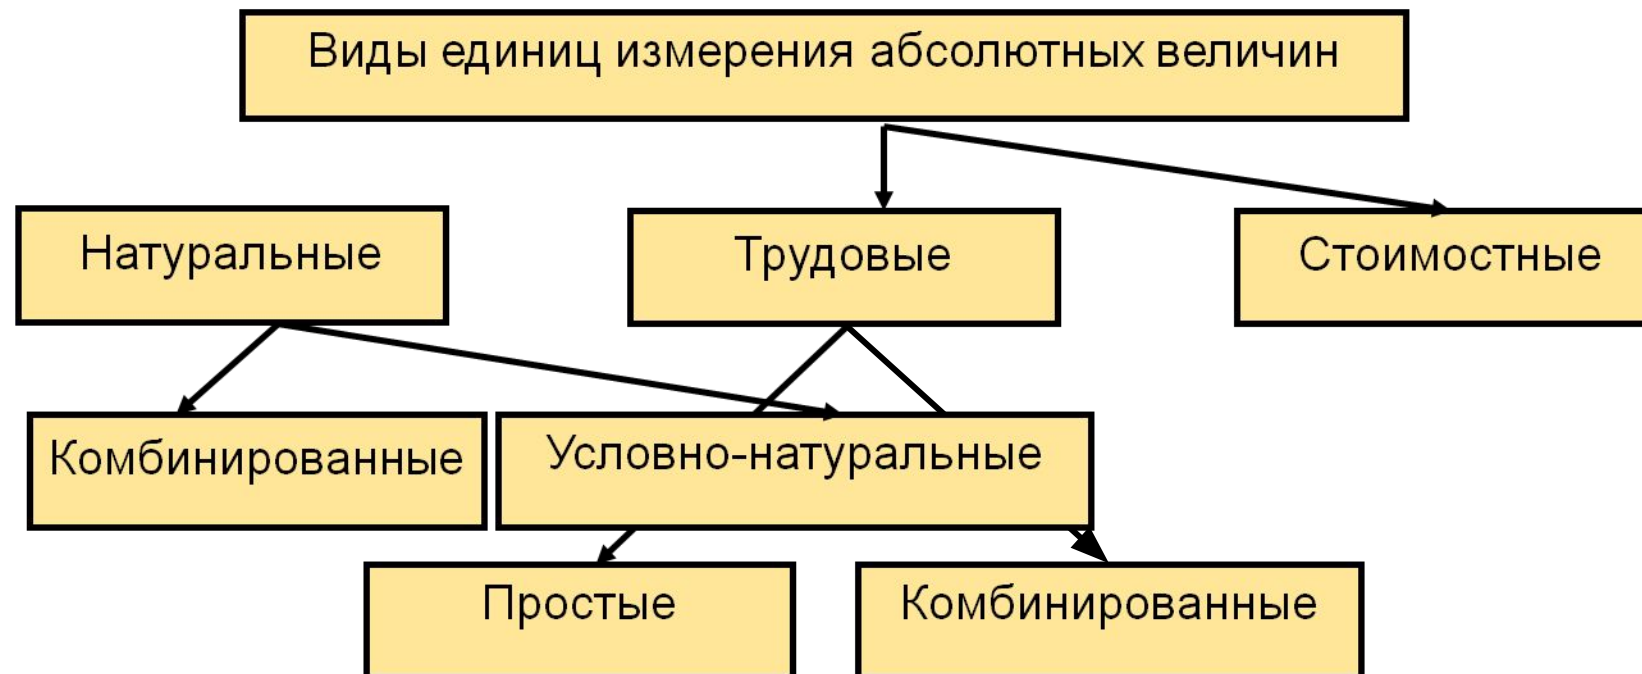 Виды единиц измерения абсолютных величин
Натуральные
Трудовые
Стоимостные
Комбинированные
Условно-натуральные
Простые
Комбинированные